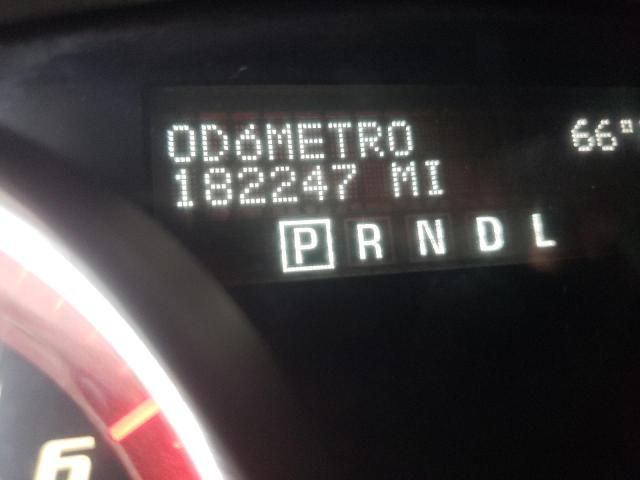 ODóMETRO 66°
182247 MI
P R N D L
6